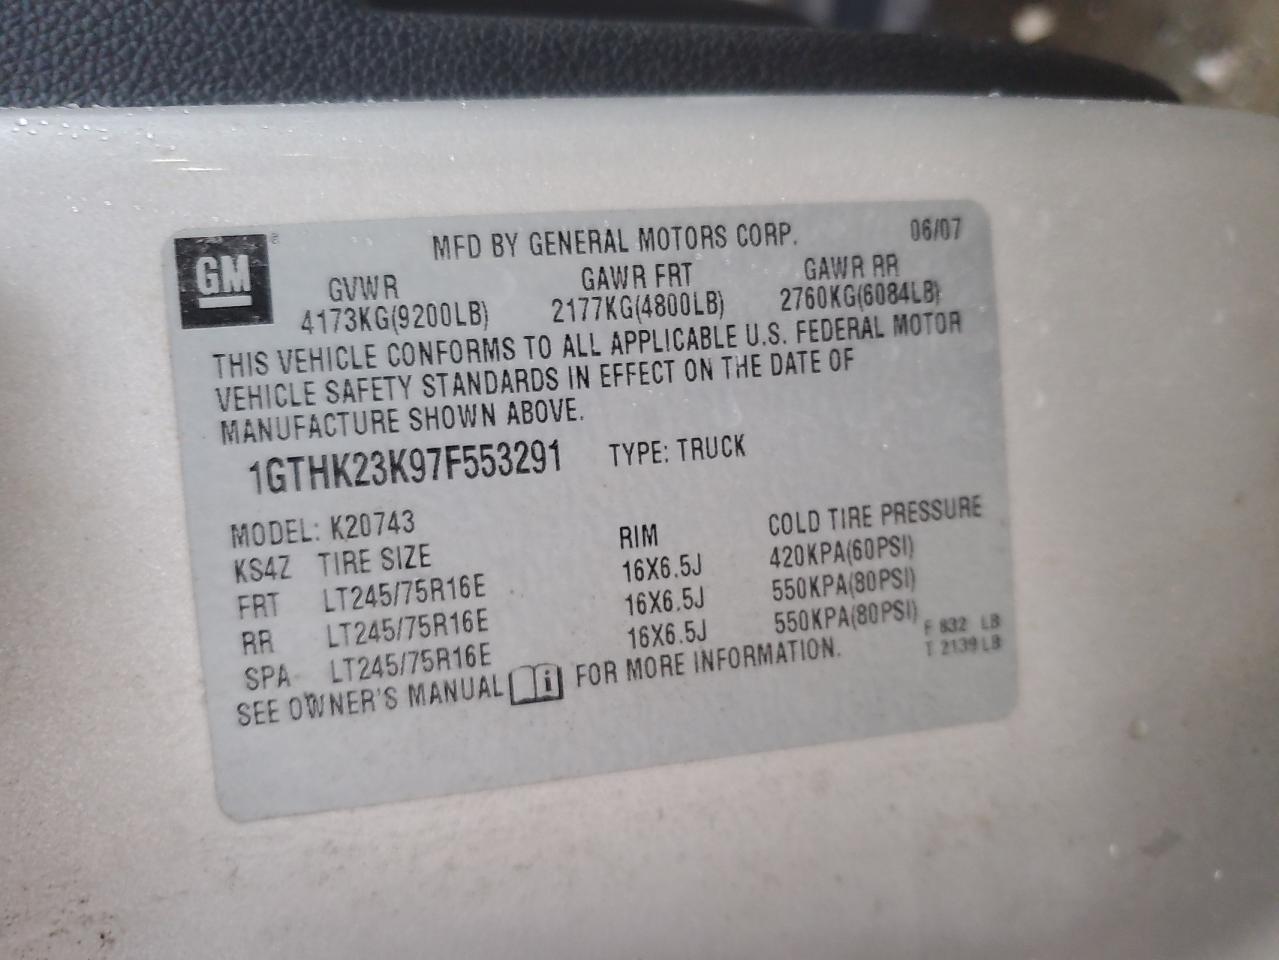 GM ®
MFD BY GENERAL MOTORS CORP. 06/07
GVWR GAWR FRT GAWR RR
4173KG(9200LB) 2177KG(4800LB) 2760KG(6084LB)
THIS VEHICLE CONFORMS TO ALL APPLICABLE U.S. FEDERAL MOTOR
VEHICLE SAFETY STANDARDS IN EFFECT ON THE DATE OF
MANUFACTURE SHOWN ABOVE.
1GTHK23K97F553291 TYPE: TRUCK
MODEL: K20743
KS4Z TIRE SIZE RIM COLD TIRE PRESSURE
FRT LT245/75R16E 16X6.5J 420KPA(60PSI)
RR LT245/75R16E 16X6.5J 550KPA(80PSI)
SPA LT245/75R16E 16X6.5J 550KPA(80PSI)
SEE OWNER'S MANUAL i FOR MORE INFORMATION.
F 832 LB
T 2139 LB